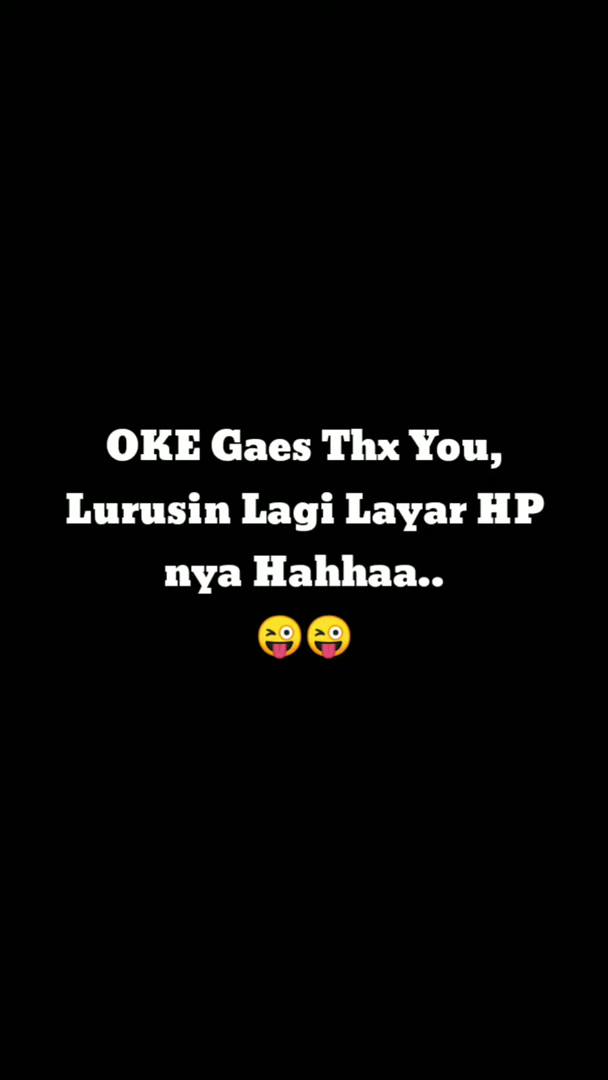 OKE Gaes Thx You,
Lurusin Lagi Layar HP
nya Hahhaa..
😜😜